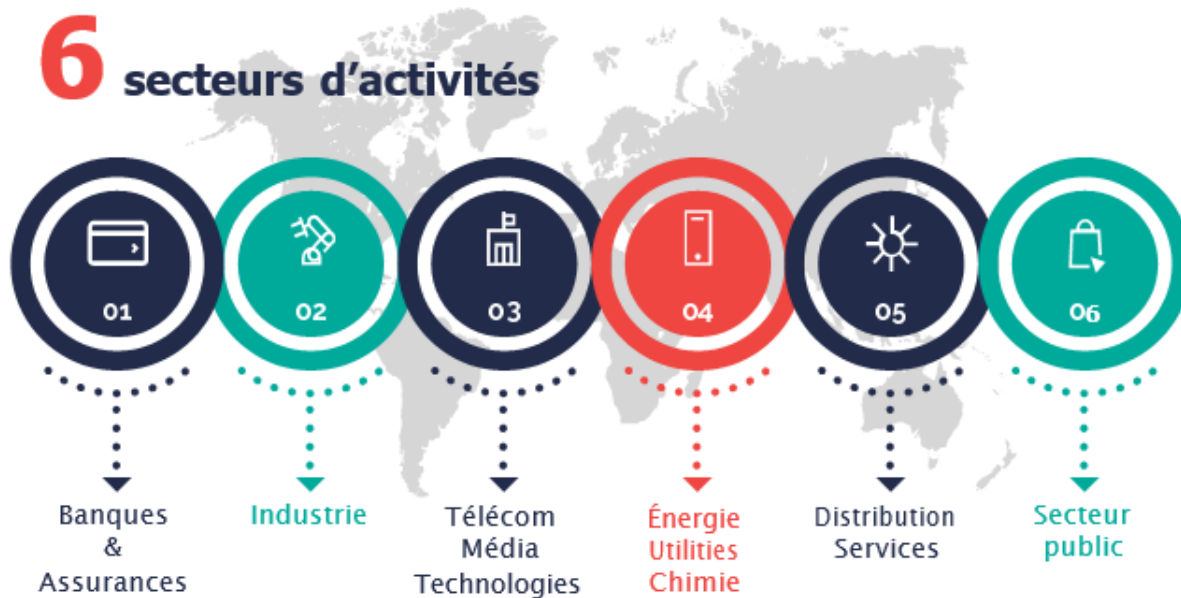 6 secteurs d’activités
01
02
03
04
05
06
Banques
&
Assurances
Industrie
Télécom
Média
Technologies
Énergie
Utilities
Chimie
Distribution
Services
Secteur
public